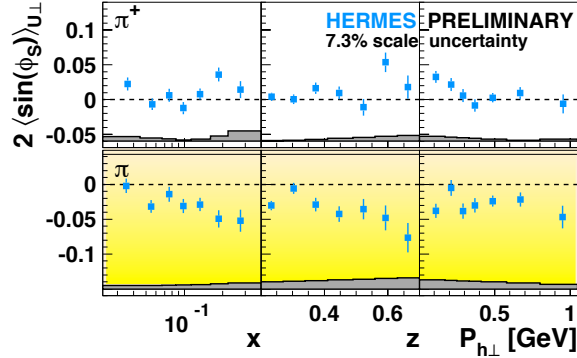 π+ HERMES PRELIMINARY
7.3% scale uncertainty
2 ⟨sin(ϕS)⟩U⊥
0.1
0.05
0
-0.05
π
0
-0.05
-0.1
10 -1 0.4 0.6 0.5 1
x z Ph⊥ [GeV]